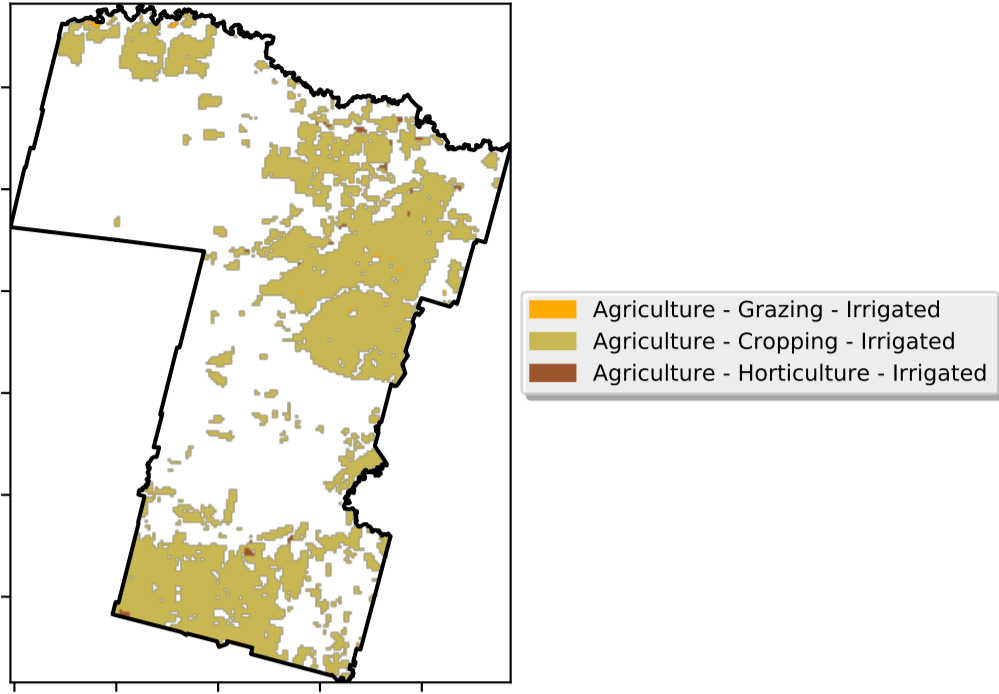 Agriculture - Grazing - Irrigated
Agriculture - Cropping - Irrigated
Agriculture - Horticulture - Irrigated